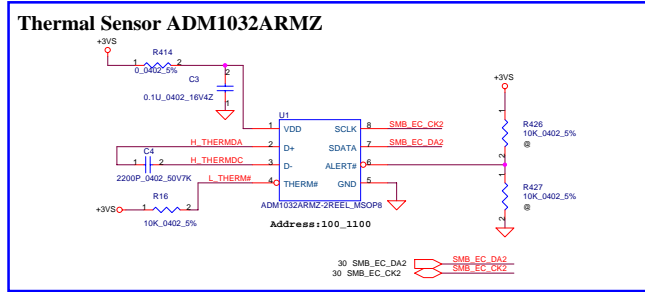 Thermal Sensor ADM1032ARMZ
+3VS
R414
1 2
0_0402_5%
C3
2
1
0.1U_0402_16V4Z
+3VS
U1
R426
10K_0402_5%
@
1
2
1 VDD SCLK 8 SMB_EC_CK2
H_THERMDA 2 D+ SDATA 7 SMB_EC_DA2
C4
1 2 H_THERMDC 3 D- ALERT# 6
2200P_0402_50V7K
L_THERM# 4 THERM# GND 5
R427
10K_0402_5%
@
1
2
R16
+3VS 1 2
10K_0402_5%
ADM1032ARMZ-2REEL_MSOP8
Address:100_1100
30 SMB_EC_DA2 SMB_EC_DA2
30 SMB_EC_CK2 SMB_EC_CK2